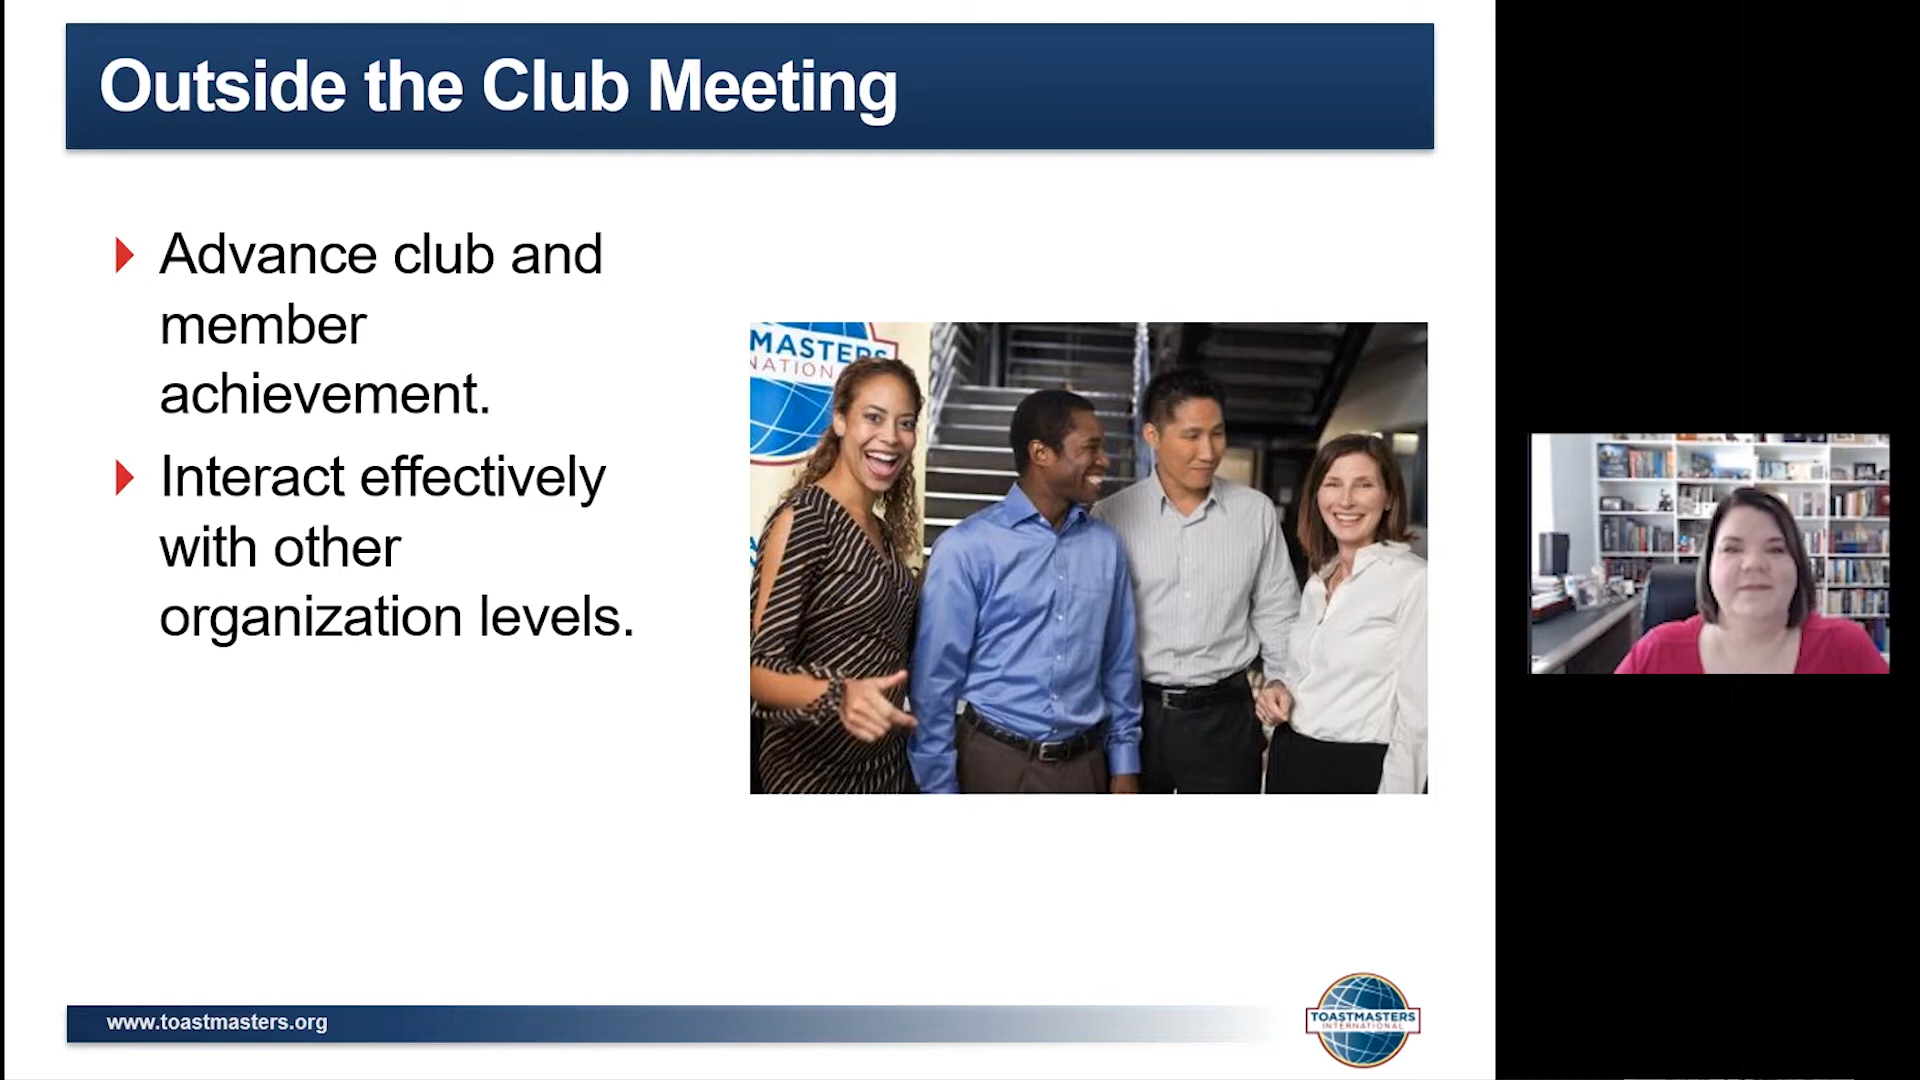 Outside the Club Meeting
Advance club and
member
achievement.
Interact effectively
with other
organization levels.
MASTERS
NATION
www.toastmasters.org
TOASTMASTERS
INTERNATIONAL